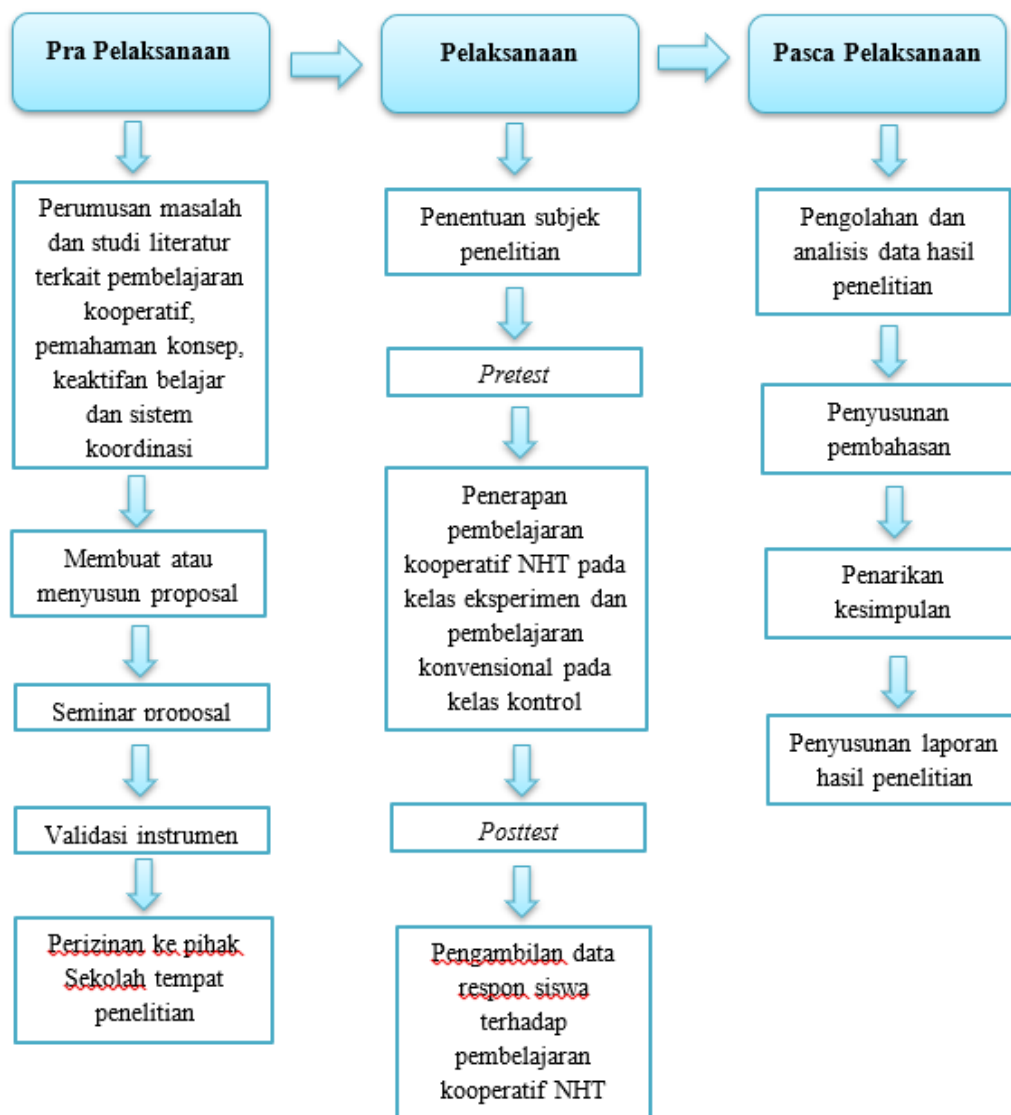 Pra Pelaksanaan
Pelaksanaan
Pasca Pelaksanaan
Perumusan masalah
dan studi literatur
terkait pembelajaran
kooperatif,
pemahaman konsep,
keaktifan belajar
dan sistem
koordinasi
Membuat atau
menyusun proposal
Seminar proposal
Validasi instrumen
Perizinan ke pihak
Sekolah tempat
penelitian
Penentuan subjek
penelitian
Pretest
Penerapan
pembelajaran
kooperatif NHT pada
kelas eksperimen dan
pembelajaran
konvensional pada
kelas kontrol
Posttest
Pengambilan data
respon siswa
terhadap
pembelajaran
kooperatif NHT
Pengolahan dan
analisis data hasil
penelitian
Penyusunan
pembahasan
Penarikan
kesimpulan
Penyusunan laporan
hasil penelitian